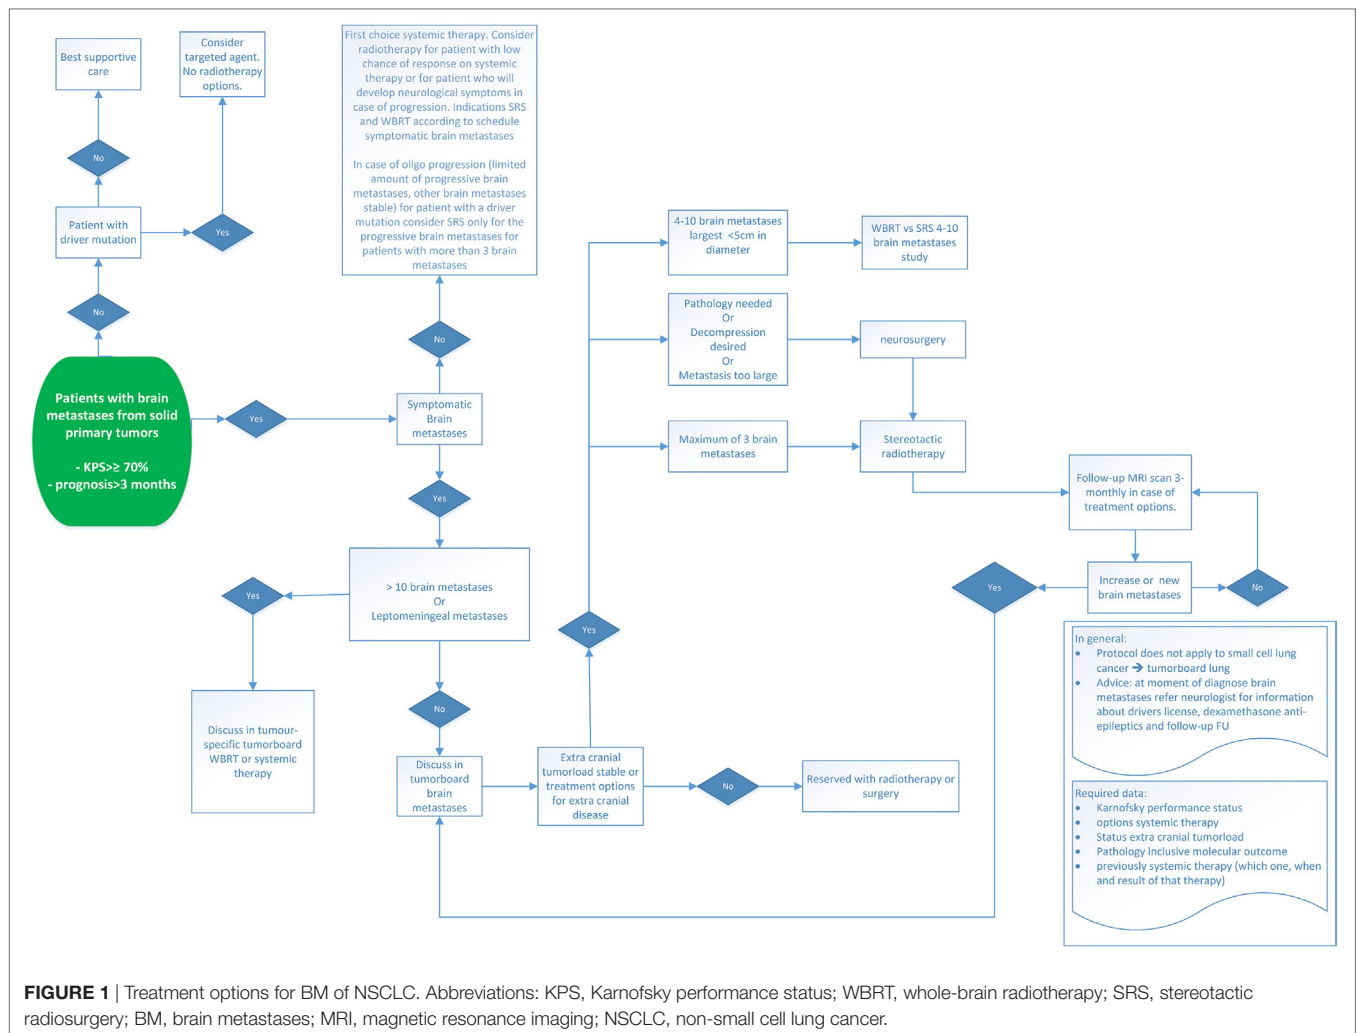 Best supportive
care
Consider
targeted agent.
No radiotherapy
options.
No
Patient with
driver mutation
Yes
No
Patients with brain
metastases from solid
primary tumors
- KPS>≥ 70%
- prognosis>3 months
Yes
First choice systemic therapy. Consider
radiotherapy for patient with low
chance of response on systemic
therapy or for patient who will
develop neurological symptoms in
case of progression. Indications SRS
and WBRT according to schedule
symptomatic brain metastases
In case of oligo progression (limited
amount of progressive brain
metastases, other brain metastases
stable) for patient with a driver
mutation consider SRS only for the
progressive brain metastases for
patients with more than 3 brain
metastases
No
Symptomatic
Brain
metastases
Yes
> 10 brain metastases
Or
Leptomeningeal metastases
Yes
Discuss in tumour-
specific tumorboard
WBRT or systemic
therapy
No
Discuss in
tumorboard
brain
metastases
Extra cranial
tumorload stable or
treatment options
for extra cranial
disease
No
Reserved with radiotherapy or
surgery
Yes
4-10 brain metastases
largest <5cm in
diameter
WBRT vs SRS 4-10
brain metastases
study
Pathology needed
Or
Decompression
desired
Or
Metastasis too large
neurosurgery
Maximum of 3 brain
metastases
Stereotactic
radiotherapy
Follow-up MRI scan 3-
monthly in case of
treatment options.
Increase or new
brain metastases
Yes
No
In general:
• Protocol does not apply to small cell lung
cancer ➔ tumorboard lung
• Advice: at moment of diagnose brain
metastases refer neurologist for information
about drivers license, dexamethasone anti-
epileptics and follow-up FU
Required data:
• Karnofsky performance status
• options systemic therapy
• Status extra cranial tumorload
• Pathology inclusive molecular outcome
• previously systemic therapy (which one, when
and result of that therapy)
FIGURE 1 | Treatment options for BM of NSCLC. Abbreviations: KPS, Karnofsky performance status; WBRT, whole-brain radiotherapy; SRS, stereotactic
radiosurgery; BM, brain metastases; MRI, magnetic resonance imaging; NSCLC, non-small cell lung cancer.